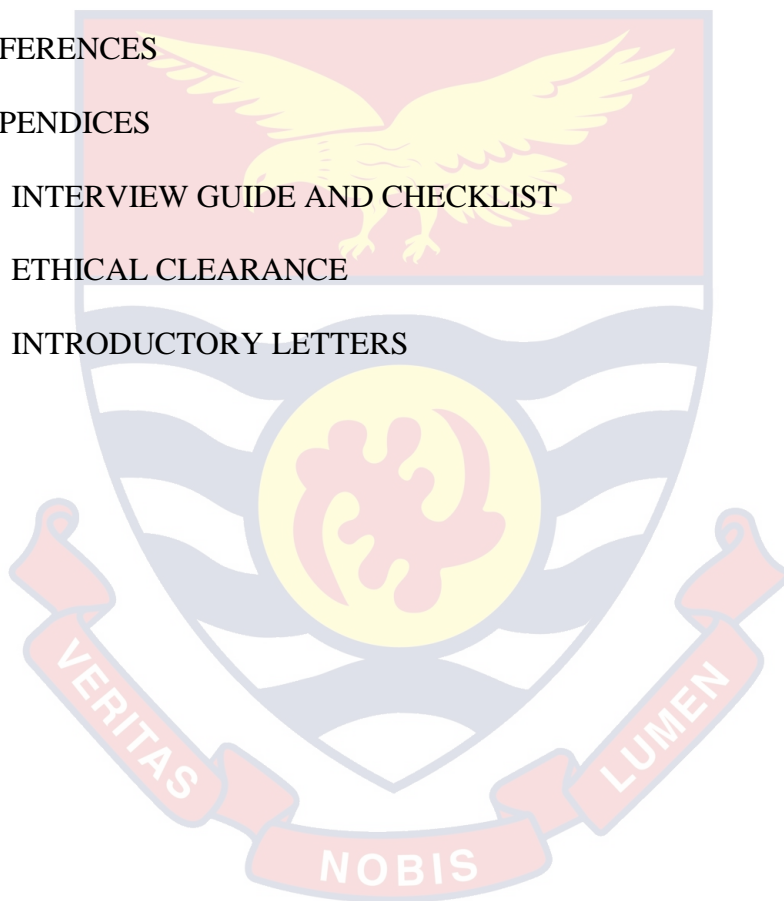 FERENCES
PENDICES
INTERVIEW GUIDE AND CHECKLIST
ETHICAL CLEARANCE
INTRODUCTORY LETTERS
VERITAS
NOBIS
LUMEN